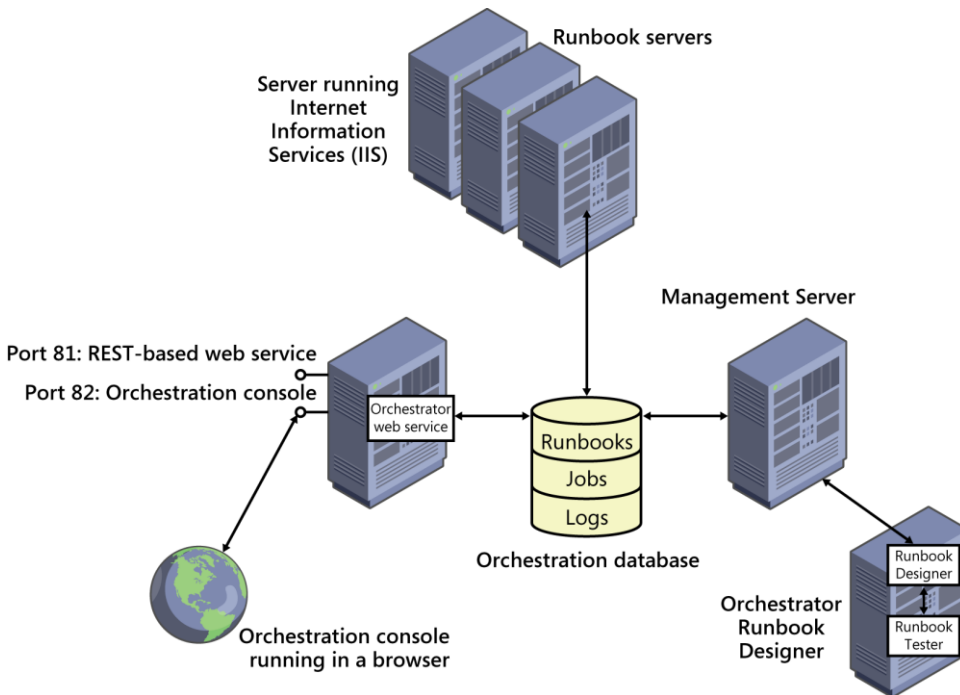 Runbook servers
Server running
Internet
Information
Services (IIS)
Management Server
Port 81: REST-based web service
Port 82: Orchestration console
Orchestrator
web service
Runbooks
Jobs
Logs
Orchestration database
Runbook
Designer
Runbook
Tester
Orchestrator
Runbook
Designer
Orchestration console
running in a browser